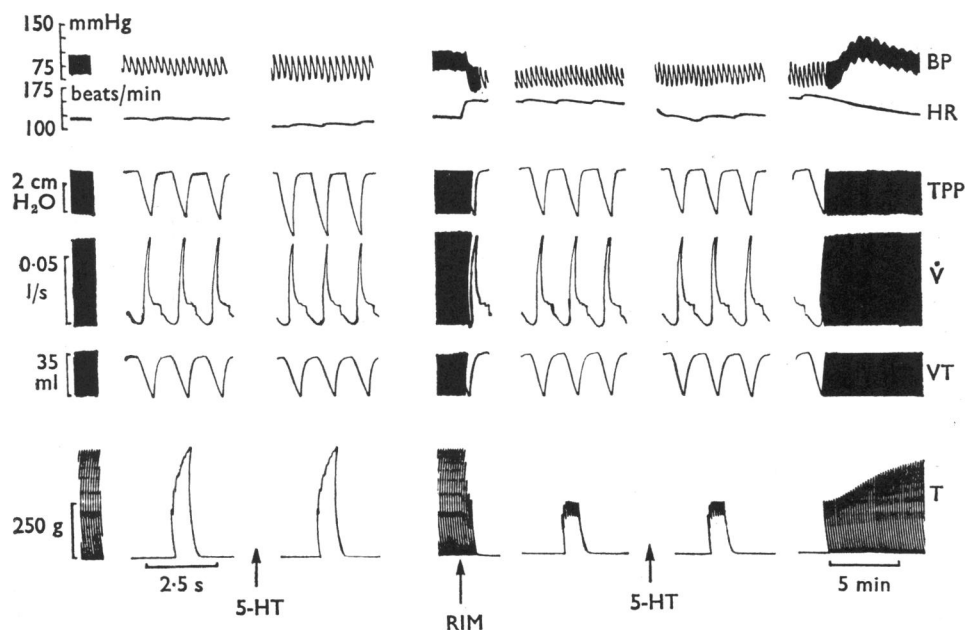 150 mmHg
75
BP
175
beats/min
100
HR
2 cm
H₂O
TPP
0·05
l/s
V̇
35
ml
VT
250 g
T
2·5 s
5 min
5-HT
5-HT
RIM